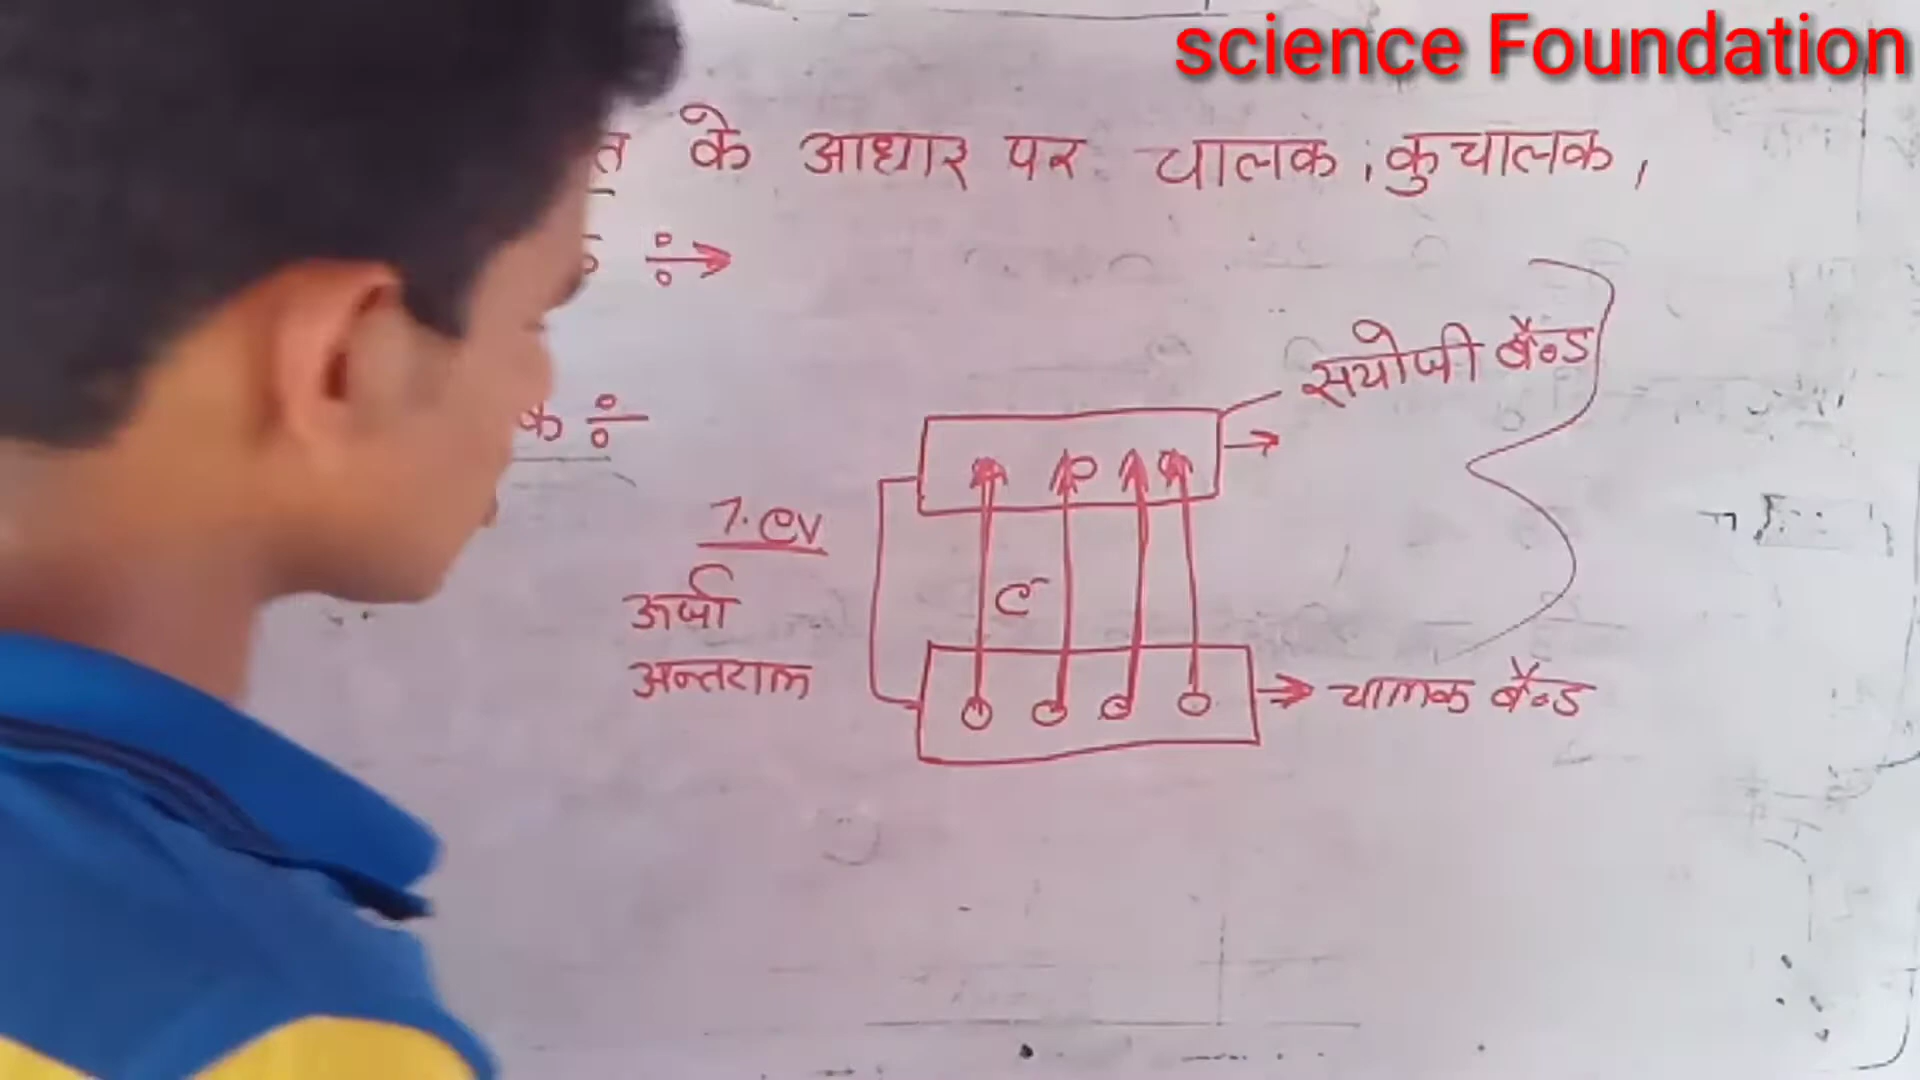 science Foundation
के आधार पर चालक, कुचालक,
सयोजी बैन्ड
7.ev
ऊर्जा
e-
अन्तराल
चालक बैन्ड